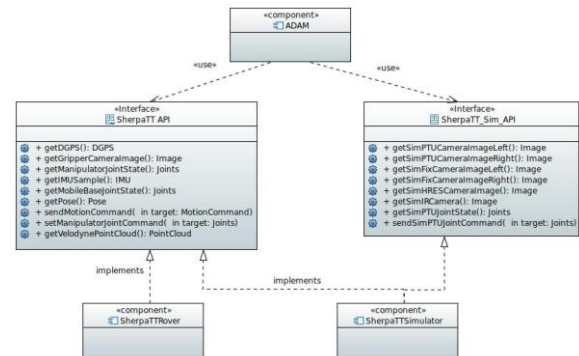 «component»
ADAM
«use»
«use»
«Interface»
SherpaTT API
+ getDGPS(): DGPS
+ getGripperCameraImage(): Image
+ getManipulatorJointState(): Joints
+ getIMUSample(): IMU
+ getMobileBaseJointState(): Joints
+ getPose(): Pose
+ sendMotionCommand( in target: MotionCommand)
+ setManipulatorJointCommand( in target: Joints)
+ getVelodynePointCloud(): PointCloud
«Interface»
SherpaTT_Sim_API
+ getSimPTUCameraImageLeft(): Image
+ getSimPTUCameraImageRight(): Image
+ getSimFixCameraImageLeft(): Image
+ getSimFixCameraImageRight(): Image
+ getSimHRESCameraImage(): Image
+ getSimIRCamera(): Image
+ getSimPTUJointState(): Joints
+ sendSimPTUJointCommand( in target: Joints)
implements
implements
«component»
SherpaTTRover
«component»
SherpaTTSimulator